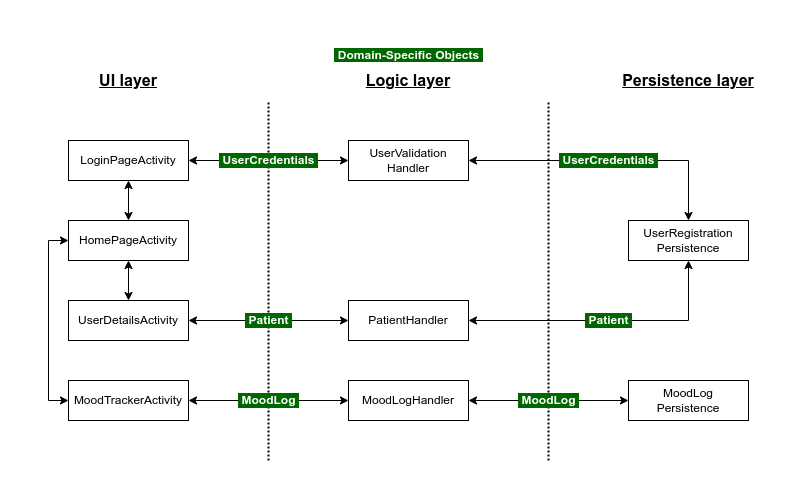 Domain-Specific Objects
UI layer
Logic layer
Persistence layer
LoginPageActivity
UserCredentials
UserValidation
Handler
UserCredentials
HomePageActivity
UserRegistration
Persistence
UserDetailsActivity
Patient
PatientHandler
Patient
MoodTrackerActivity
MoodLog
MoodLogHandler
MoodLog
MoodLog
Persistence